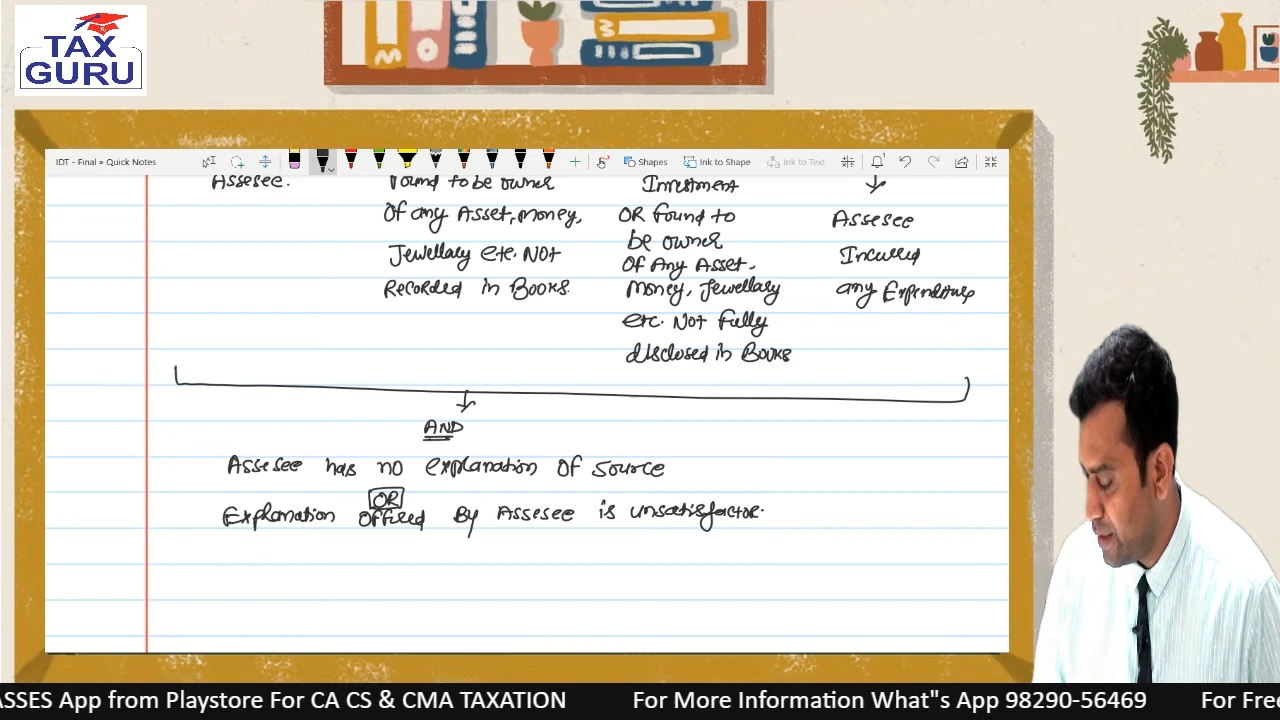 TAX
GURU
IDT - Final » Quick Notes
Shapes
Ink to Shape
Ink to Text
Assesee.
Found to be owner
Of any Asset, Money,
Jewellary etc. NOT
Recorded in Books.
Investment
OR Found to
be owner
Of Any Asset.
Money, Jewellary
etc. Not Fully
disclosed in Books
Assesee
Incurred
any Expenditure
AND
Assesee has no explanation of source
OR
Explanation offered By Assesee is unsatisfactor.
ASSES App from Playstore For CA CS & CMA TAXATION
For More Information What"s App 98290-56469
For Free